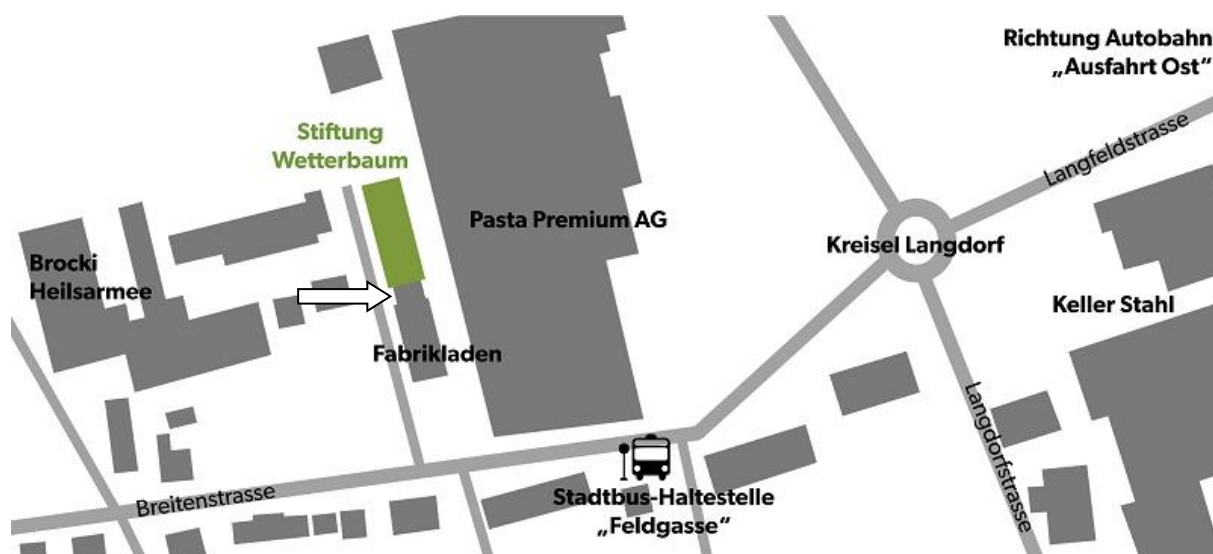 Richtung Autobahn
„Ausfahrt Ost“
Stiftung
Wetterbaum
Langfeldstrasse
Pasta Premium AG
Kreisel Langdorf
Brocki
Heilsarmee
Keller Stahl
Fabrikladen
Langdorfstrasse
Breitenstrasse
Stadtbus-Haltestelle
„Feldgasse“